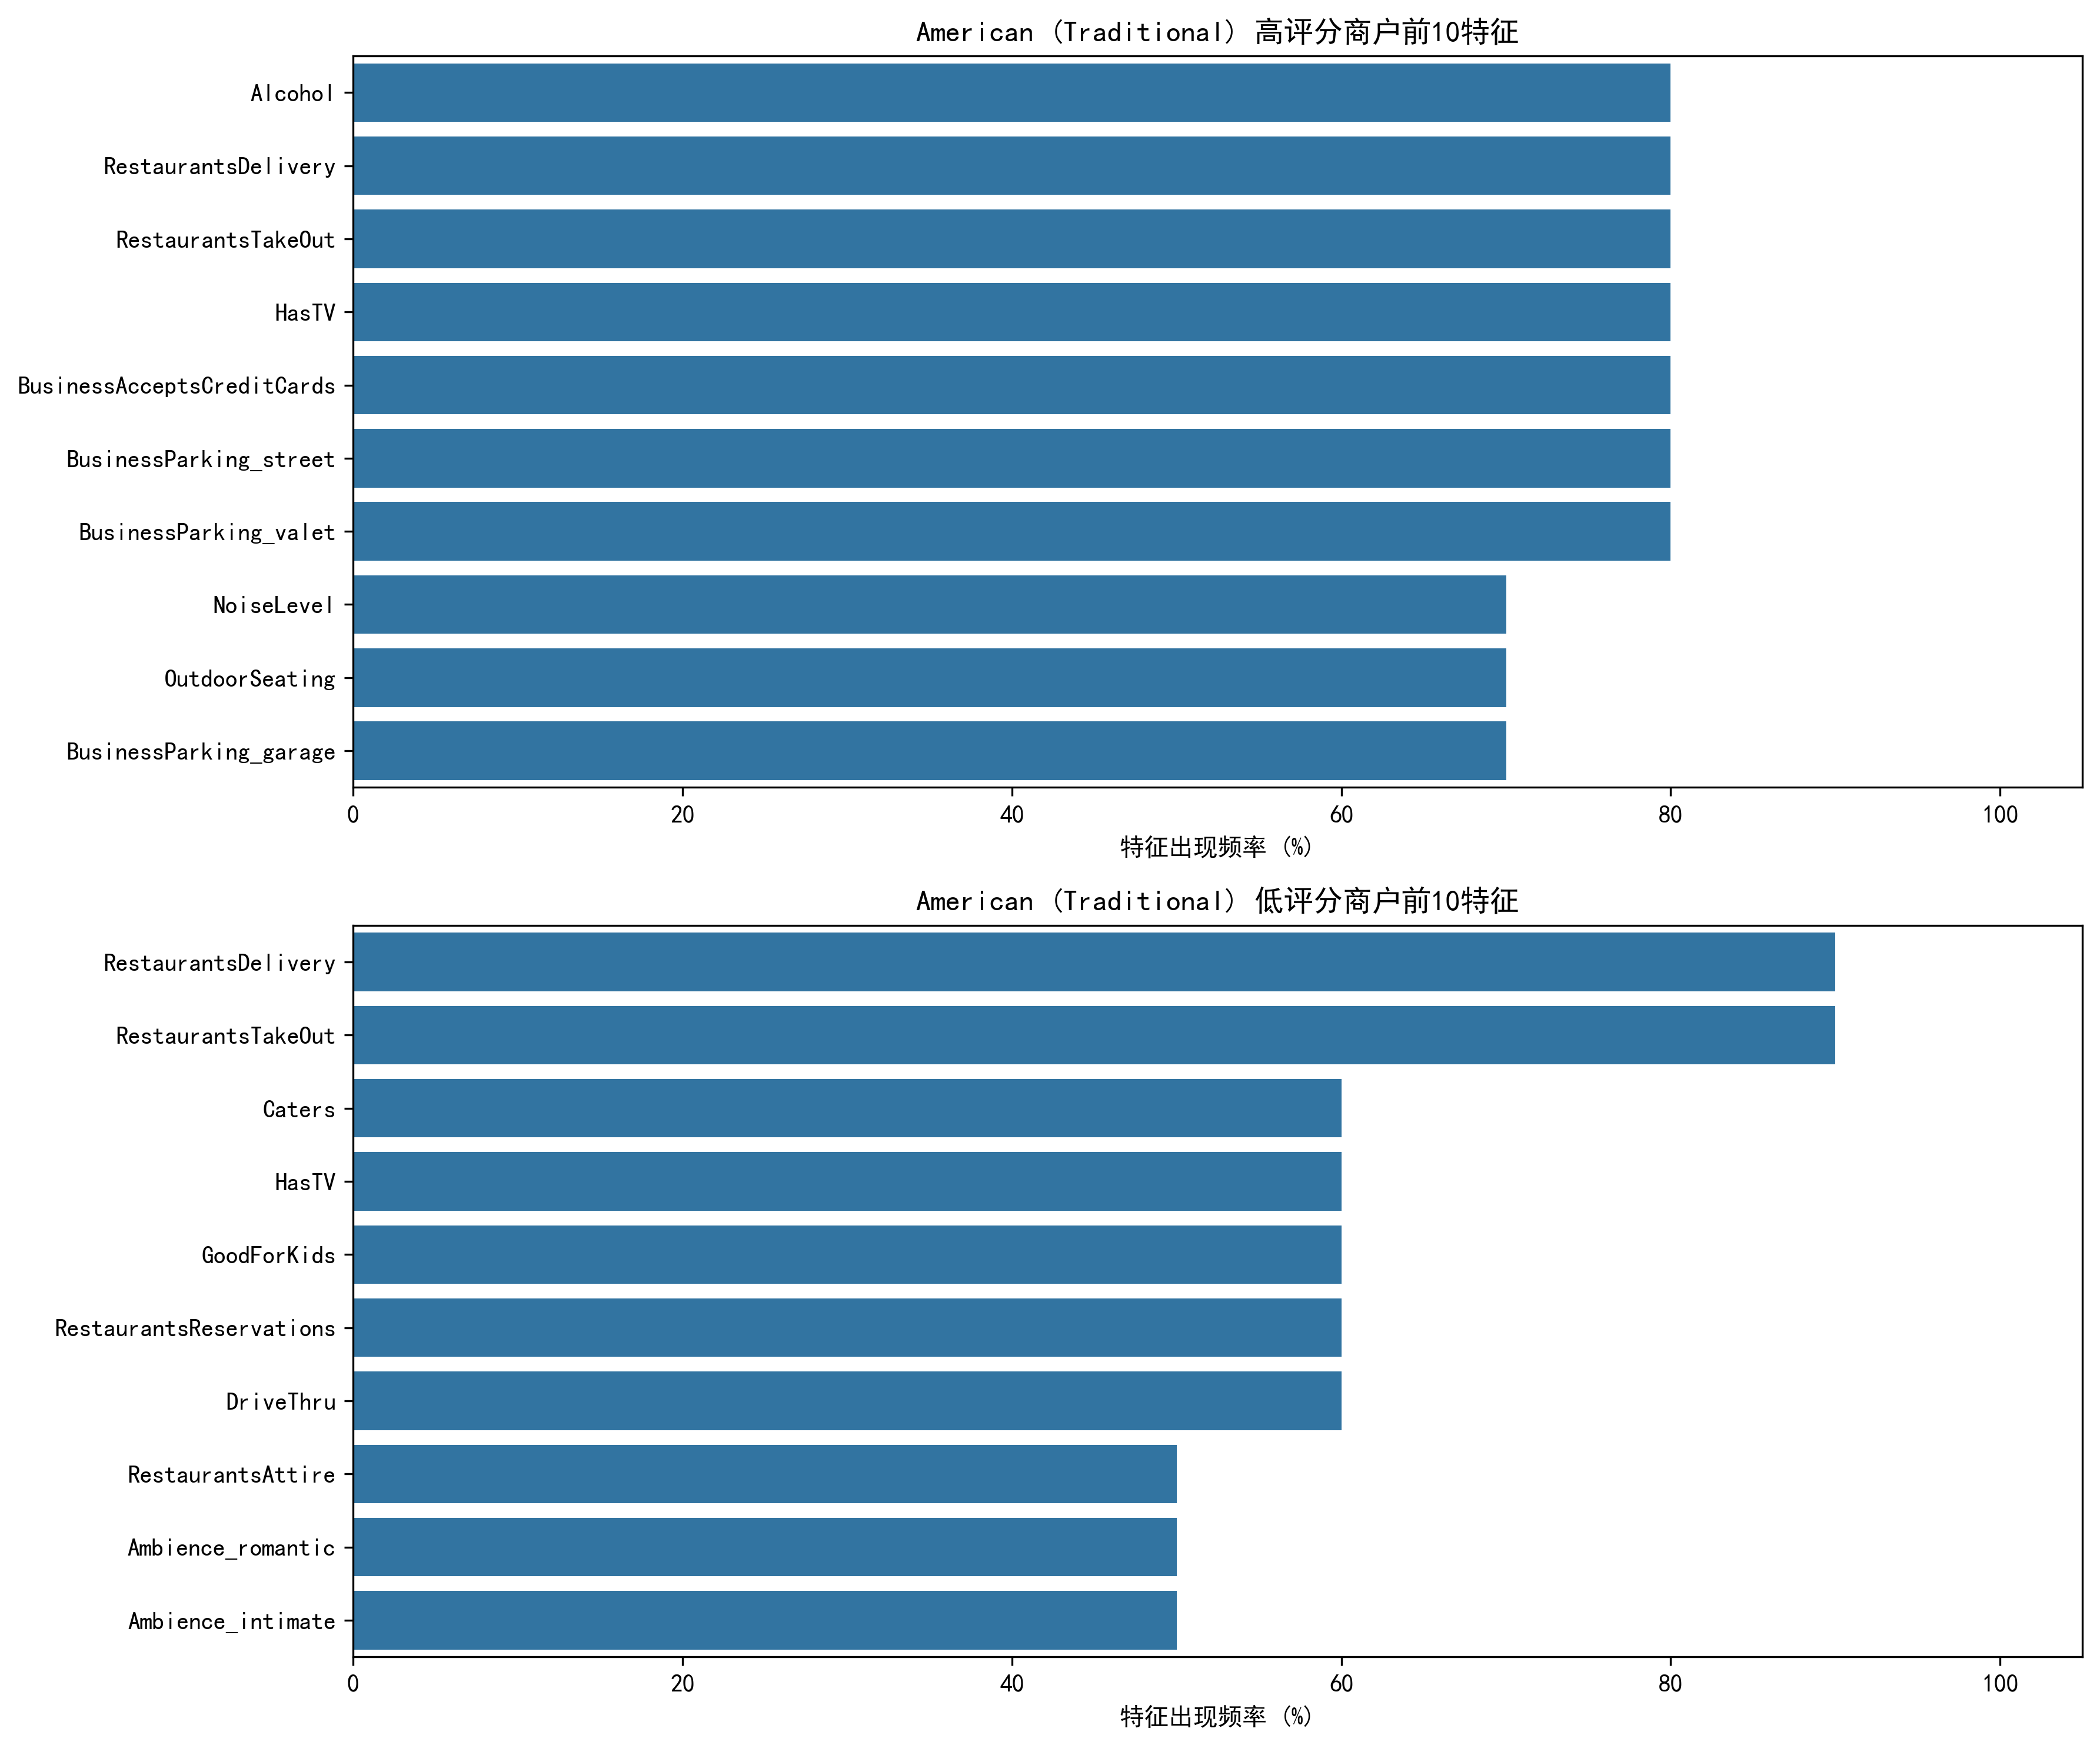 American (Traditional) 高评分商户前10特征
Alcohol
RestaurantsDelivery
RestaurantsTakeOut
HasTV
BusinessAcceptsCreditCards
BusinessParking_street
BusinessParking_valet
NoiseLevel
OutdoorSeating
BusinessParking_garage
0 20 40 60 80 100
特征出现频率 (%)
American (Traditional) 低评分商户前10特征
RestaurantsDelivery
RestaurantsTakeOut
Caters
HasTV
GoodForKids
RestaurantsReservations
DriveThru
RestaurantsAttire
Ambience_romantic
Ambience_intimate
0 20 40 60 80 100
特征出现频率 (%)